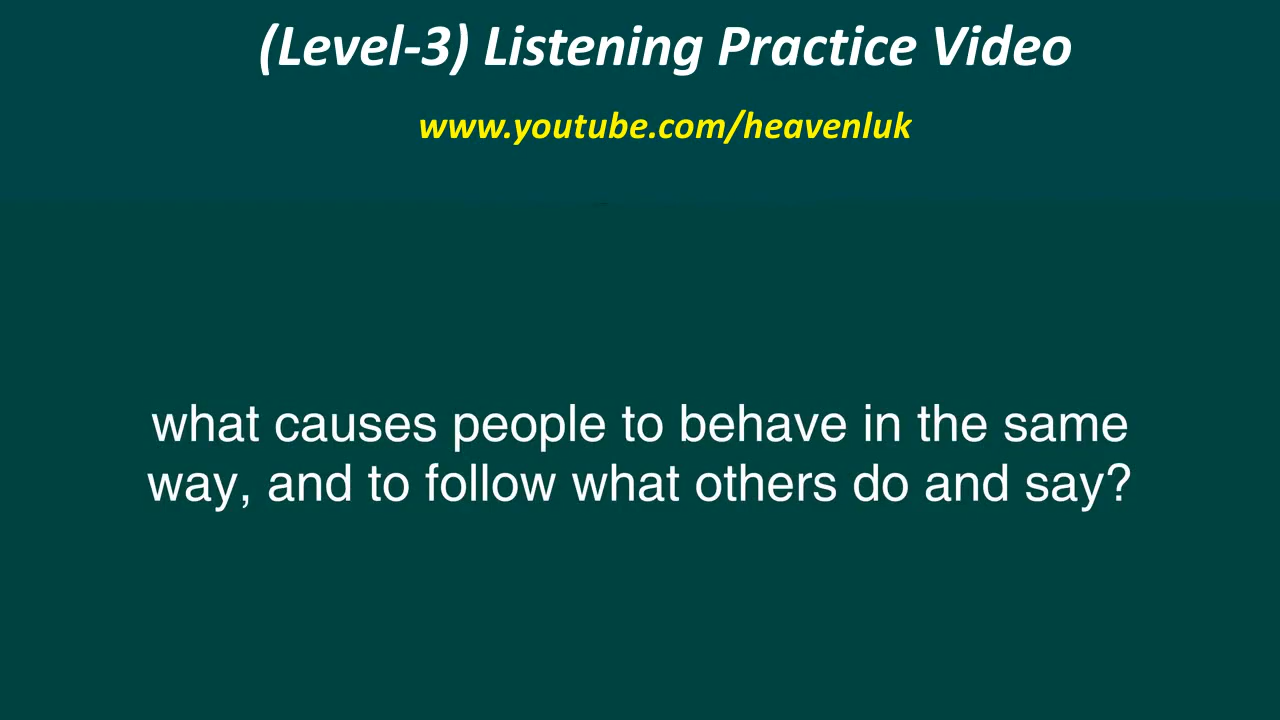 (Level-3) Listening Practice Video
www.youtube.com/heavenluk
what causes people to behave in the same
way, and to follow what others do and say?